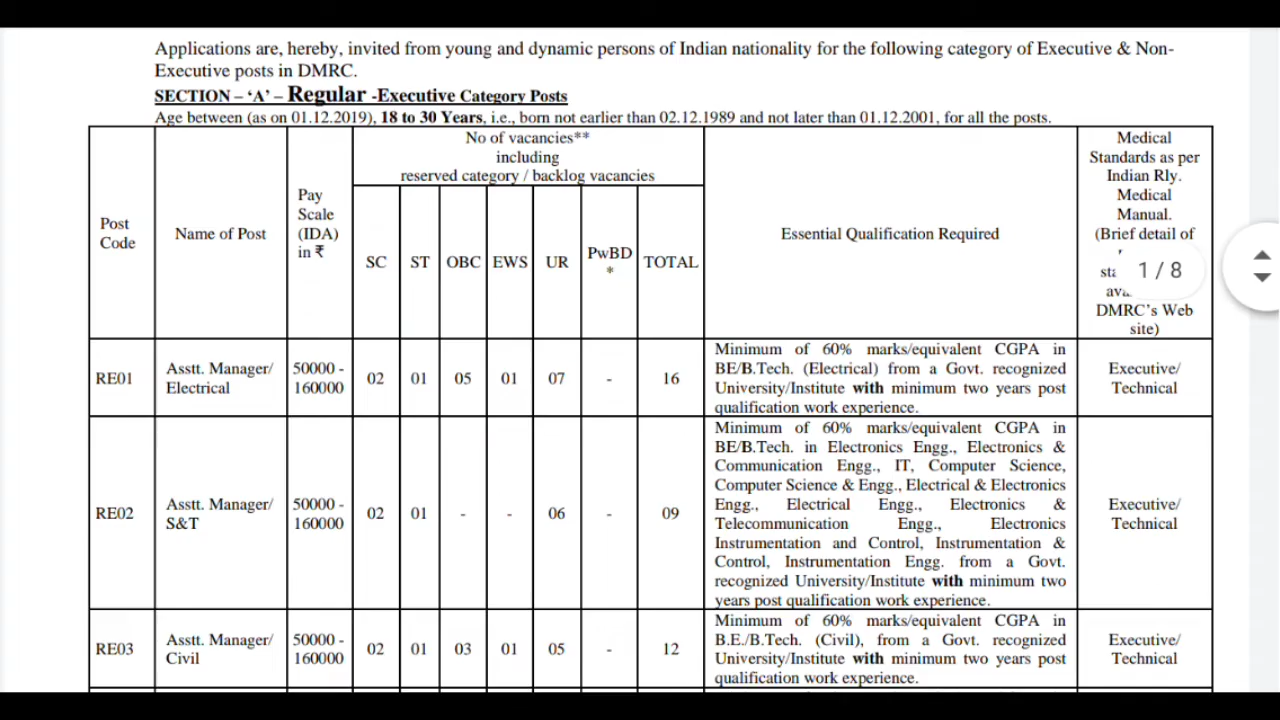 Applications are, hereby, invited from young and dynamic persons of Indian nationality for the following category of Executive & Non-
Executive posts in DMRC.
SECTION – ‘A’ – Regular -Executive Category Posts
Age between (as on 01.12.2019), 18 to 30 Years, i.e., born not earlier than 02.12.1989 and not later than 01.12.2001, for all the posts.
Post
Code
Name of Post
Pay
Scale
(IDA)
in ₹
No of vacancies**
including
reserved category / backlog vacancies
SC
ST
OBC
EWS
UR
PwBD
*
TOTAL
Essential Qualification Required
Medical
Standards as per
Indian Rly.
Medical
Manual.
(Brief detail of
1 / 8
DMRC’s Web
site)
RE01
Asstt. Manager/
Electrical
50000 -
160000
02
01
05
01
07
-
16
Minimum of 60% marks/equivalent CGPA in
BE/B.Tech. (Electrical) from a Govt. recognized
University/Institute with minimum two years post
qualification work experience.
Executive/
Technical
RE02
Asstt. Manager/
S&T
50000 -
160000
02
01
-
-
06
-
09
Minimum of 60% marks/equivalent CGPA in
BE/B.Tech. in Electronics Engg., Electronics &
Communication Engg., IT, Computer Science,
Computer Science & Engg., Electrical & Electronics
Engg., Electrical Engg., Electronics &
Telecommunication Engg., Electronics
Instrumentation and Control, Instrumentation &
Control, Instrumentation Engg. from a Govt.
recognized University/Institute with minimum two
years post qualification work experience.
Executive/
Technical
RE03
Asstt. Manager/
Civil
50000 -
160000
02
01
03
01
05
-
12
Minimum of 60% marks/equivalent CGPA in
B.E./B.Tech. (Civil), from a Govt. recognized
University/Institute with minimum two years post
qualification work experience.
Executive/
Technical